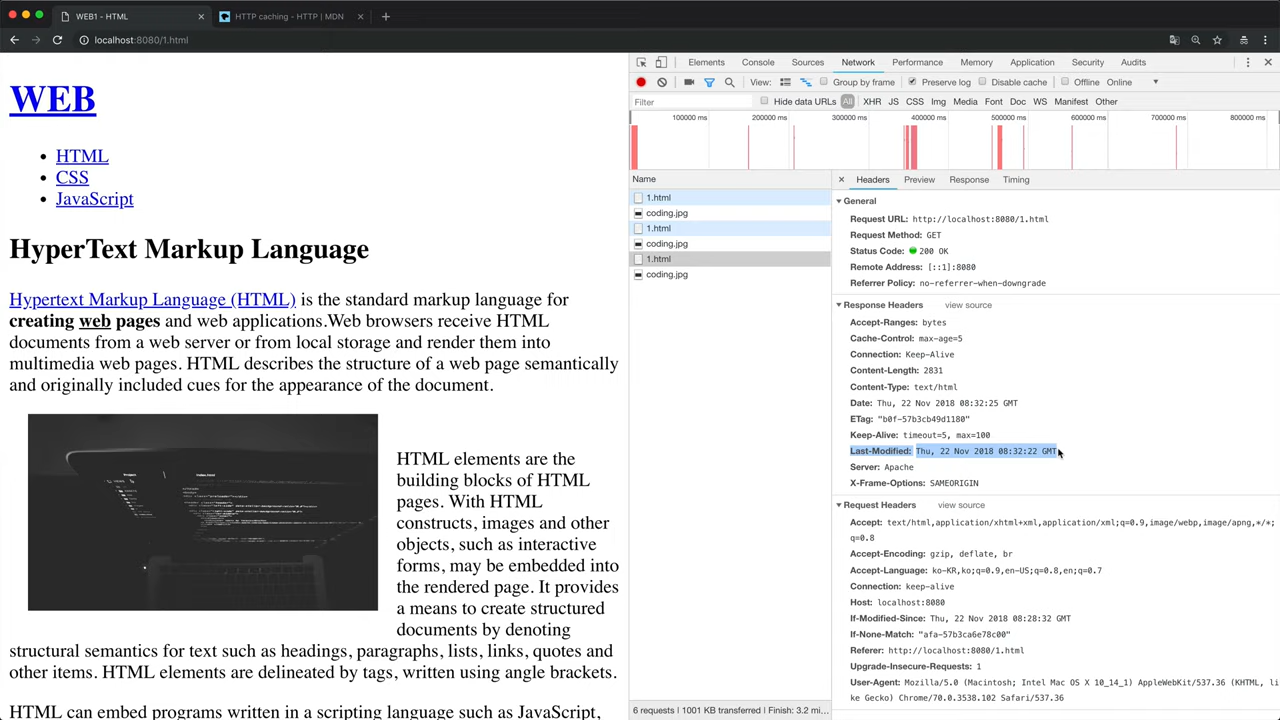 WEB1 - HTML
HTTP caching - HTTP | MDN
localhost:8080/1.html
WEB
HTML
CSS
JavaScript
HyperText Markup Language
Hypertext Markup Language (HTML) is the standard markup language for
creating web pages and web applications.Web browsers receive HTML
documents from a web server or from local storage and render them into
multimedia web pages. HTML describes the structure of a web page semantically
and originally included cues for the appearance of the document.
HTML elements are the
building blocks of HTML
pages. With HTML
constructs, images and other
objects, such as interactive
forms, may be embedded into
the rendered page. It provides
a means to create structured
documents by denoting
structural semantics for text such as headings, paragraphs, lists, links, quotes and
other items. HTML elements are delineated by tags, written using angle brackets.
HTML can embed programs written in a scripting language such as JavaScript,
Elements Console Sources Network Performance Memory Application Security Audits
View: Group by frame Preserve log Disable cache Offline Online
Filter Hide data URLs All XHR JS CSS Img Media Font Doc WS Manifest Other
100000 ms 200000 ms 300000 ms 400000 ms 500000 ms 600000 ms 700000 ms 800000 ms
Name
1.html
coding.jpg
1.html
coding.jpg
1.html
coding.jpg
6 requests | 1001 KB transferred | Finish: 3.2 mi...
Headers Preview Response Timing
General
Request URL: http://localhost:8080/1.html
Request Method: GET
Status Code: 200 OK
Remote Address: [::1]:8080
Referrer Policy: no-referrer-when-downgrade
Response Headers view source
Accept-Ranges: bytes
Cache-Control: max-age=5
Connection: Keep-Alive
Content-Length: 2831
Content-Type: text/html
Date: Thu, 22 Nov 2018 08:32:25 GMT
ETag: "b0f-57b3cb49d1180"
Keep-Alive: timeout=5, max=100
Last-Modified: Thu, 22 Nov 2018 08:32:22 GMT
Server: Apache
X-Frame-Options: SAMEORIGIN
Request Headers view source
Accept: text/html,application/xhtml+xml,application/xml;q=0.9,image/webp,image/apng,*/*;
q=0.8
Accept-Encoding: gzip, deflate, br
Accept-Language: ko-KR,ko;q=0.9,en-US;q=0.8,en;q=0.7
Connection: keep-alive
Host: localhost:8080
If-Modified-Since: Thu, 22 Nov 2018 08:28:32 GMT
If-None-Match: "afa-57b3ca6e78c00"
Referer: http://localhost:8080/1.html
Upgrade-Insecure-Requests: 1
User-Agent: Mozilla/5.0 (Macintosh; Intel Mac OS X 10_14_1) AppleWebKit/537.36 (KHTML, li
ke Gecko) Chrome/70.0.3538.102 Safari/537.36